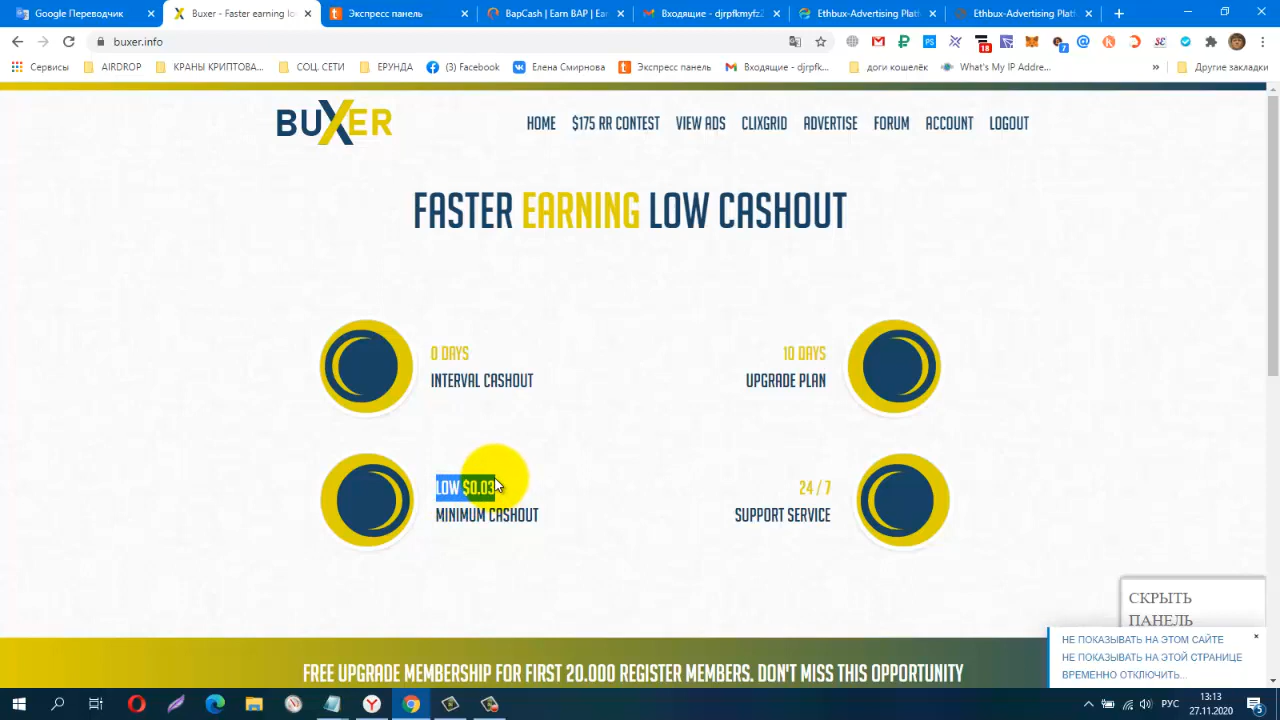 Google Переводчик
Buxer - Faster earning lo
Экспресс панель
BapCash | Earn BAP | Ear
Входящие - djrpfkmyfz.l
Ethbux-Advertising Platf
Ethbux-Advertising Platf
buxer.info
18
7
Сервисы
AIRDROP
КРАНЫ КРИПТОВА...
СОЦ. СЕТИ
ЕРУНДА
(3) Facebook
Елена Смирнова
Экспресс панель
Входящие - djrpfk...
доги кошелёк
What's My IP Addre...
»
Другие закладки
BUXER
HOME
$175 RR CONTEST
VIEW ADS
CLIXGRID
ADVERTISE
FORUM
ACCOUNT
LOGOUT
FASTER EARNING LOW CASHOUT
0 DAYS
INTERVAL CASHOUT
10 DAYS
UPGRADE PLAN
LOW $0.03
MINIMUM CASHOUT
24 / 7
SUPPORT SERVICE
СКРЫТЬ
ПАНЕЛЬ
НЕ ПОКАЗЫВАТЬ НА ЭТОМ САЙТЕ
НЕ ПОКАЗЫВАТЬ НА ЭТОЙ СТРАНИЦЕ
ВРЕМЕННО ОТКЛЮЧИТЬ...
FREE UPGRADE MEMBERSHIP FOR FIRST 20.000 REGISTER MEMBERS. DON'T MISS THIS OPPORTUNITY
РУС
13:13
27.11.2020
5